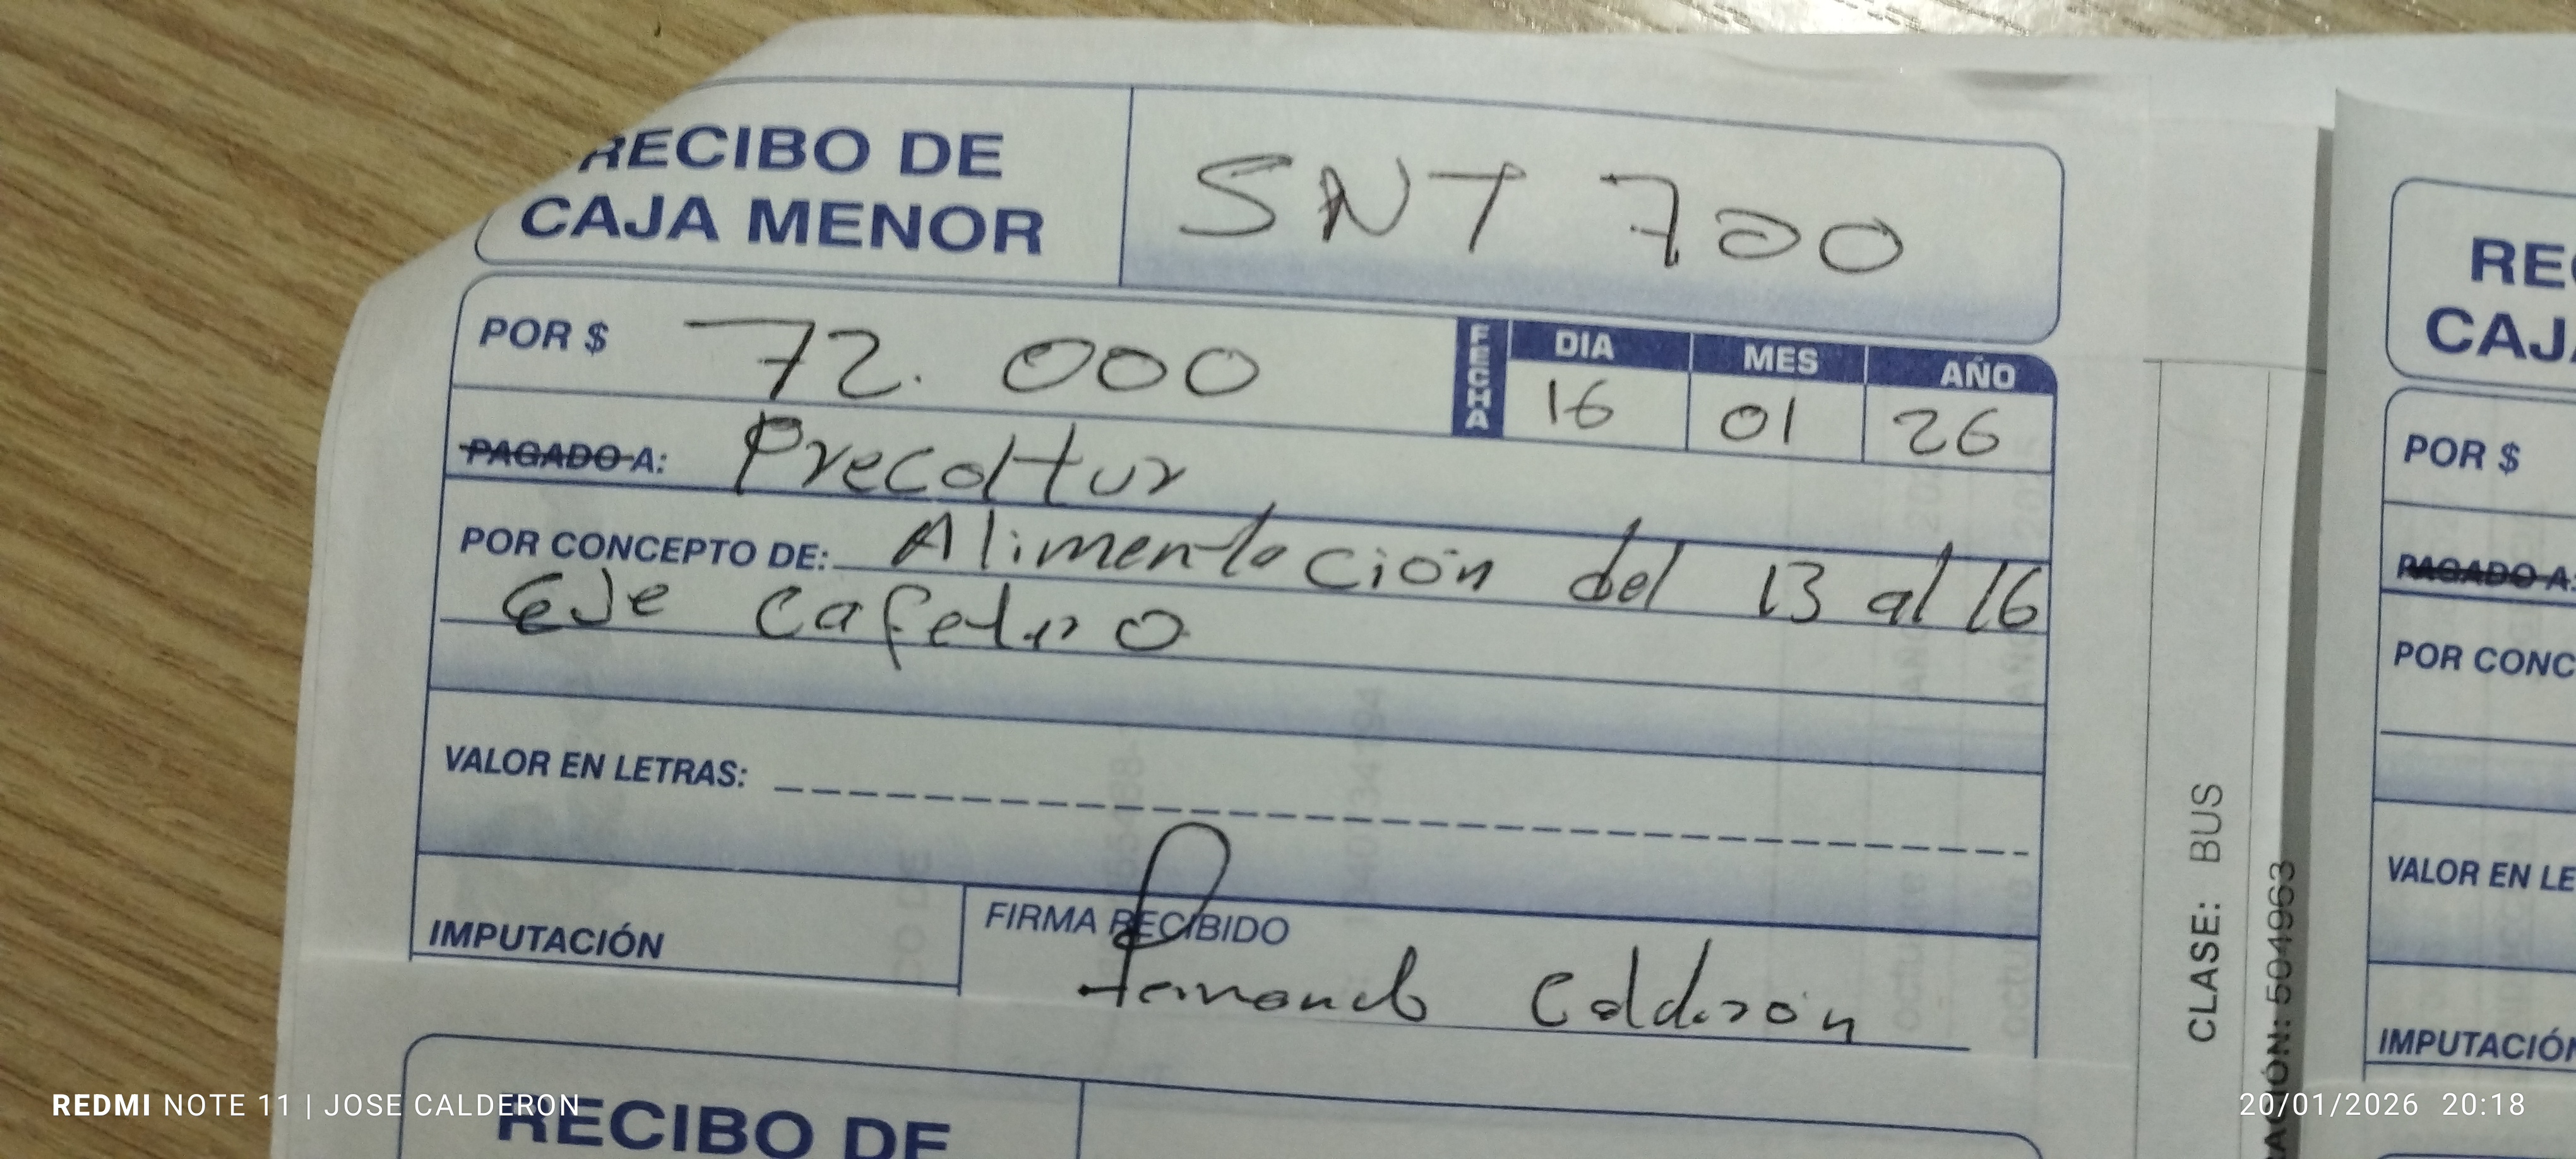 RECIBO DE
CAJA MENOR
SNT 700
POR $ 72.000
FECHA
DIA MES AÑO
16 01 26
PAGADO A: Precoltur
POR CONCEPTO DE: Alimentación del 13 al 16
Eje Cafetero
VALOR EN LETRAS:
IMPUTACIÓN
FIRMA RECIBIDO
Fernando Calderón
RECIBO DE
CLASE: BUS
ACIÓN: 504963
REC
CAJ
POR $
PAGADO A:
POR CONC
VALOR EN LE
IMPUTACIÓN
REDMI NOTE 11 | JOSE CALDERON
20/01/2026 20:18